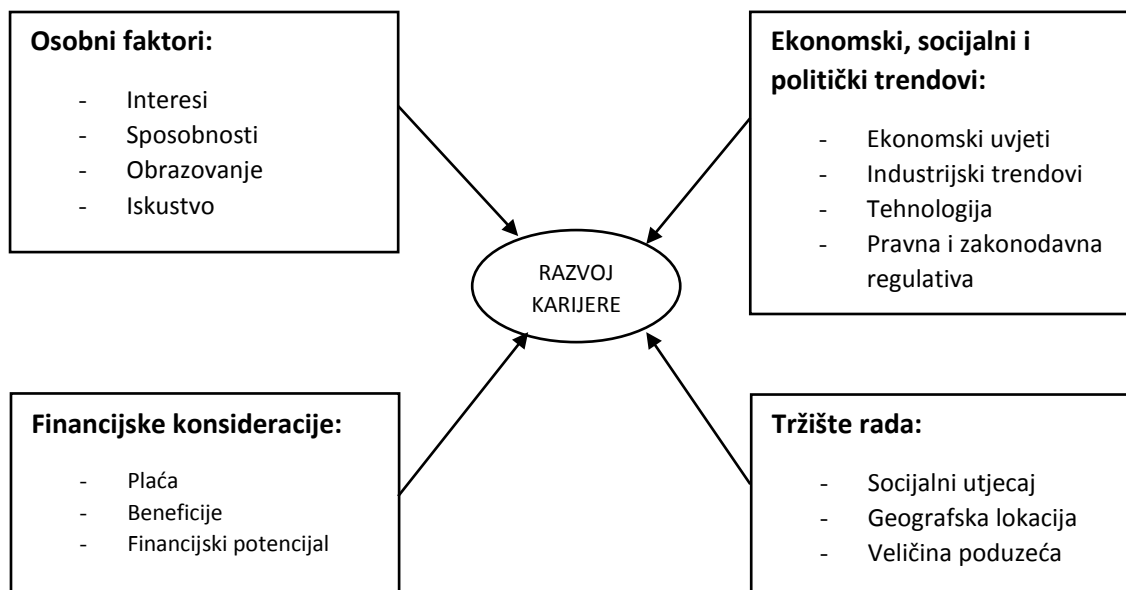 Osobni faktori:
- Interesi
- Sposobnosti
- Obrazovanje
- Iskustvo
Ekonomski, socijalni i
politički trendovi:
- Ekonomski uvjeti
- Industrijski trendovi
- Tehnologija
- Pravna i zakonodavna
regulativa
RAZVOJ
KARIJERE
Financijske konsideracije:
- Plaća
- Beneficije
- Financijski potencijal
Tržište rada:
- Socijalni utjecaj
- Geografska lokacija
- Veličina poduzeća